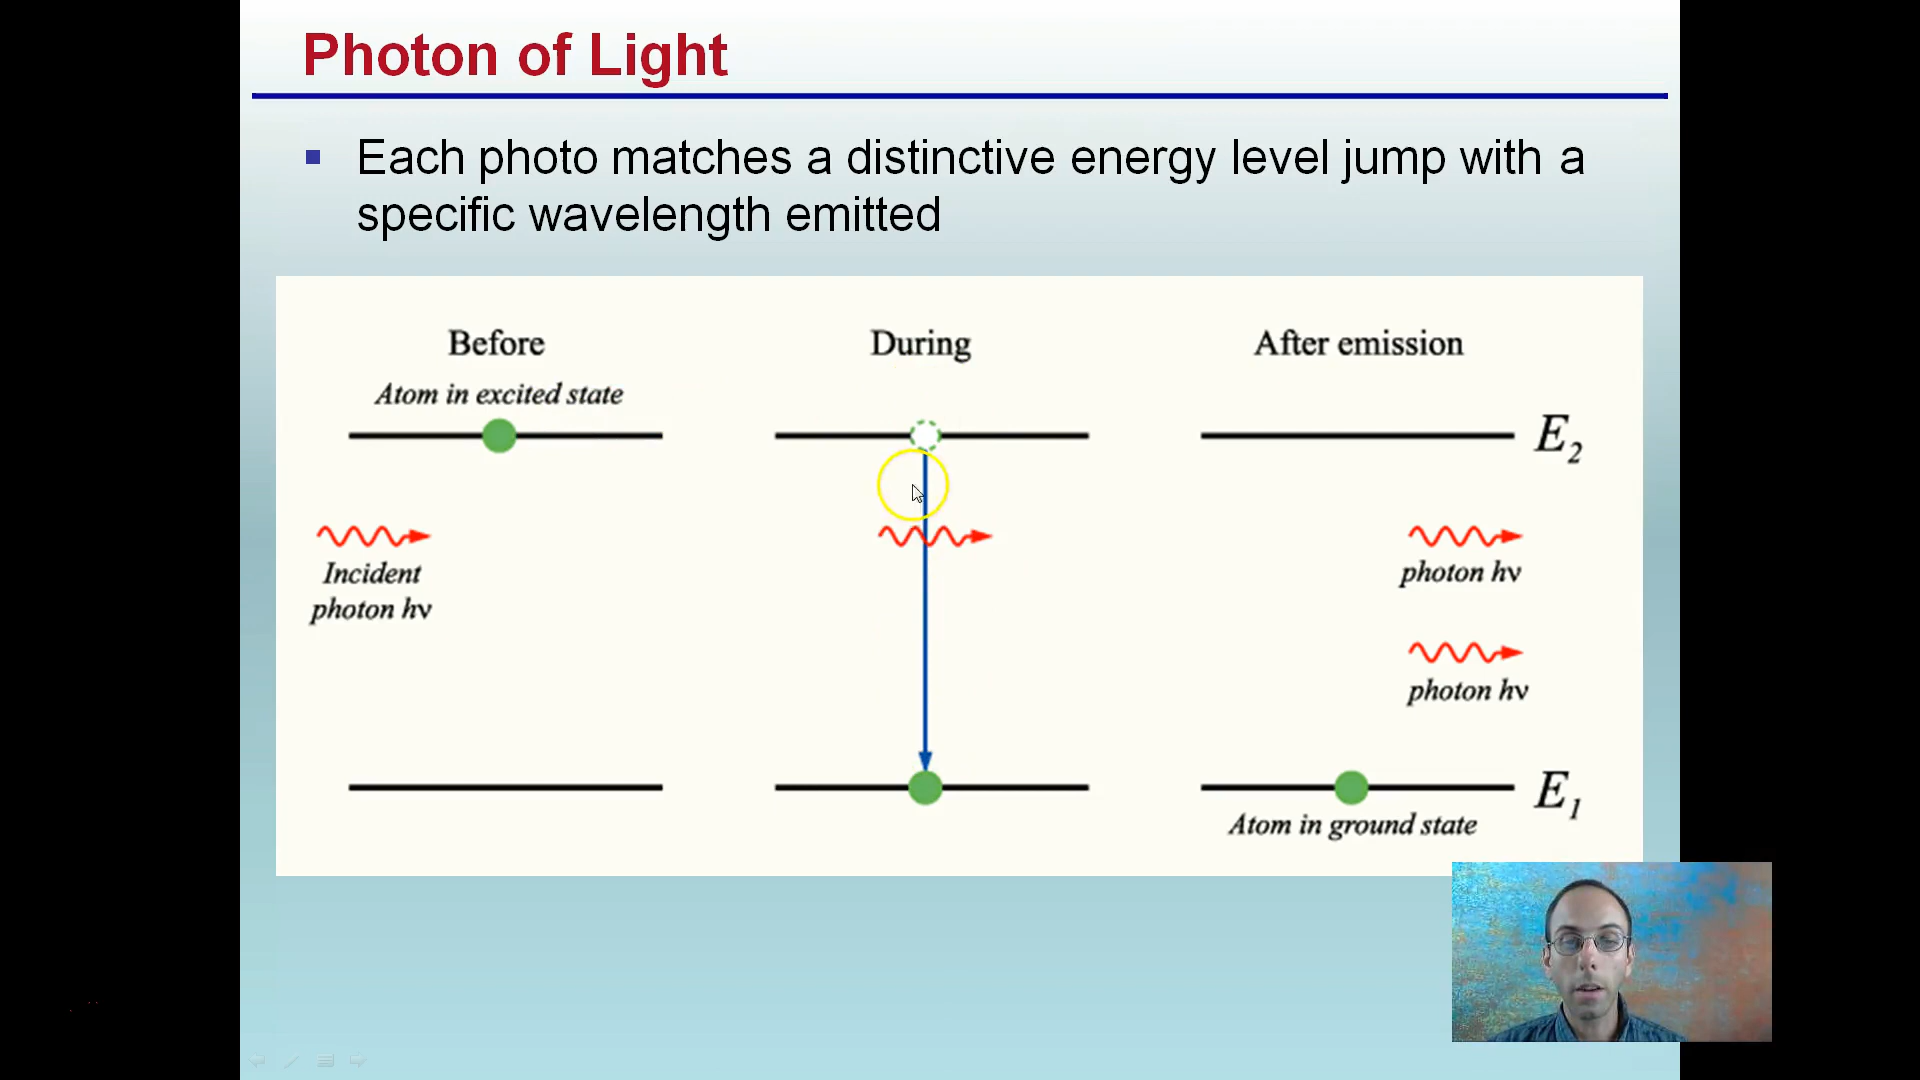 Photon of Light
Each photo matches a distinctive energy level jump with a
specific wavelength emitted
Before
During
After emission
Atom in excited state
E2
Incident
photon hν
photon hν
photon hν
E1
Atom in ground state